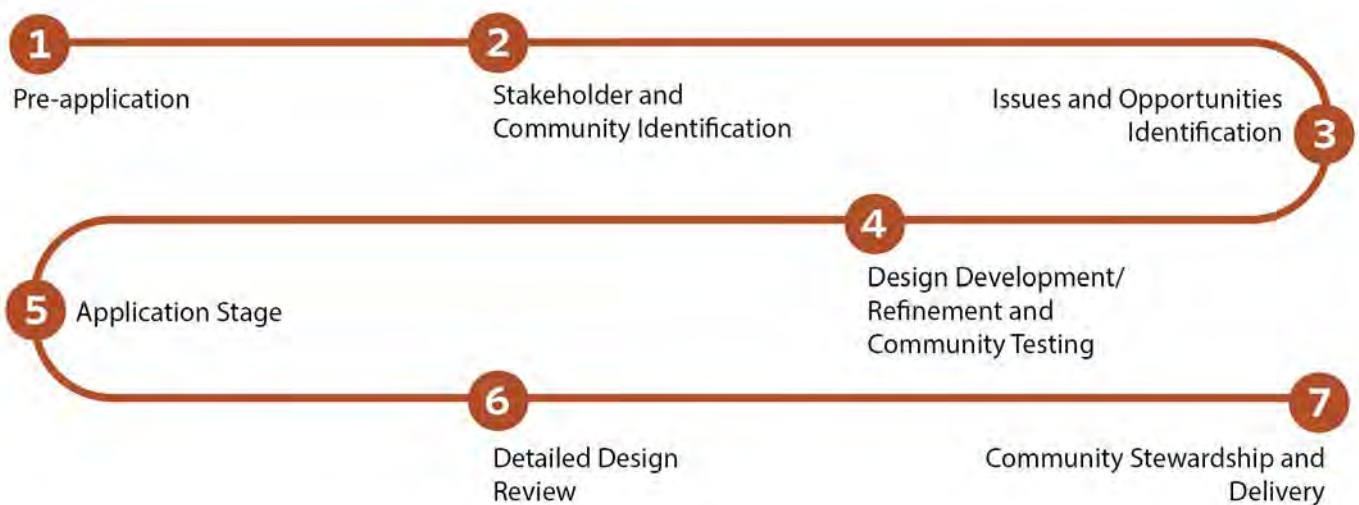 1
Pre-application
2
Stakeholder and
Community Identification
Issues and Opportunities
Identification
3
4
Design Development/
Refinement and
Community Testing
5
Application Stage
6
Detailed Design
Review
7
Community Stewardship and
Delivery